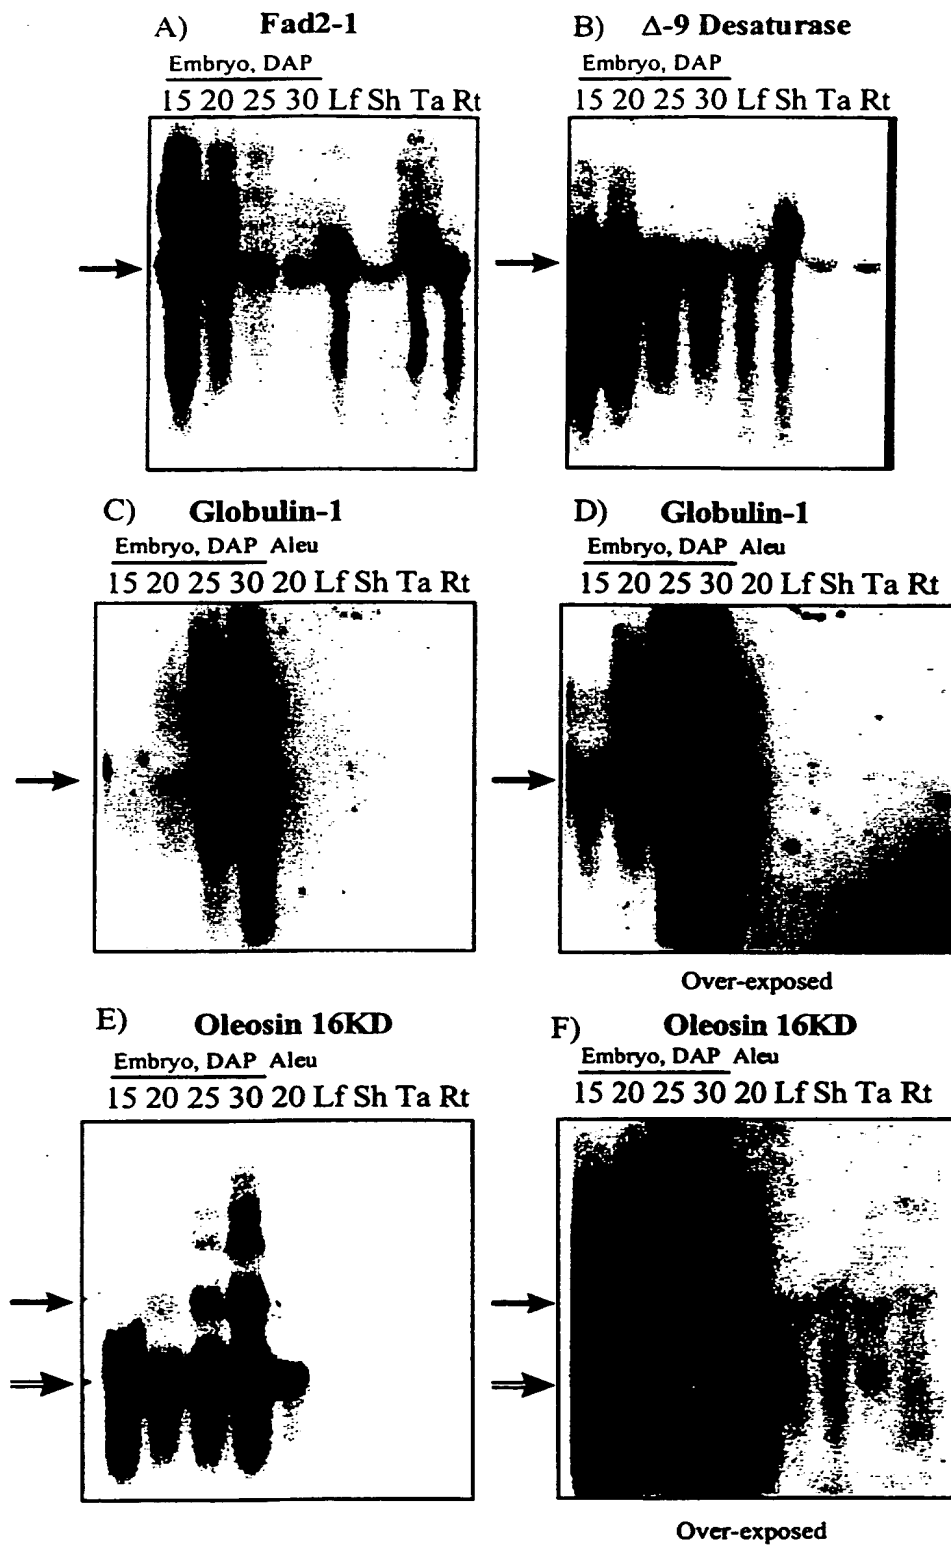 A) Fad2-1
Embryo, DAP
15 20 25 30 Lf Sh Ta Rt
B) Δ-9 Desaturase
Embryo, DAP
15 20 25 30 Lf Sh Ta Rt
C) Globulin-1
Embryo, DAP Aleu
15 20 25 30 20 Lf Sh Ta Rt
D) Globulin-1
Embryo, DAP Aleu
15 20 25 30 20 Lf Sh Ta Rt
Over-exposed
E) Oleosin 16KD
Embryo, DAP Aleu
15 20 25 30 20 Lf Sh Ta Rt
F) Oleosin 16KD
Embryo, DAP Aleu
15 20 25 30 20 Lf Sh Ta Rt
Over-exposed